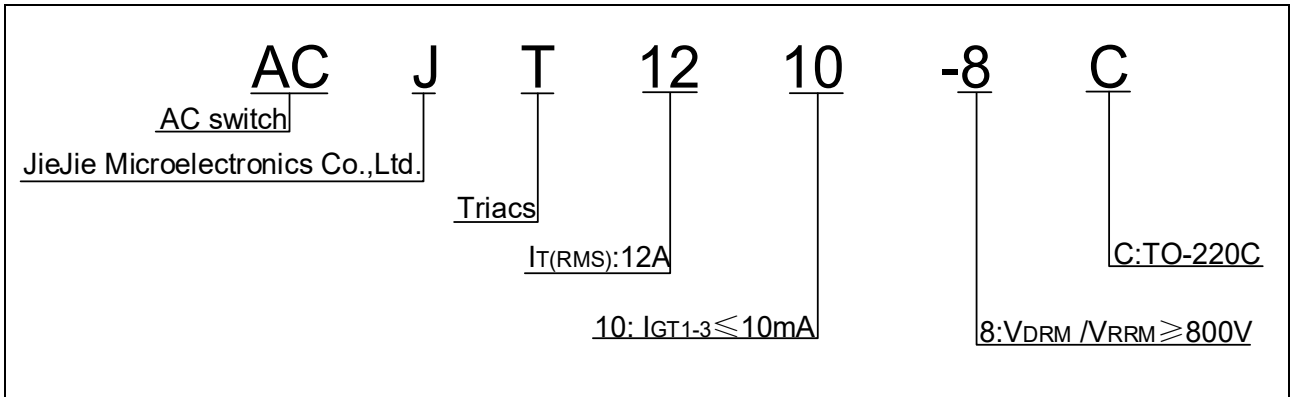 AC J T 12 10 -8 C
AC switch
JieJie Microelectronics Co.,Ltd.
Triacs
IT(RMS):12A
C:TO-220C
10: IGT1-3≤10mA
8:VDRM /VRRM≥800V